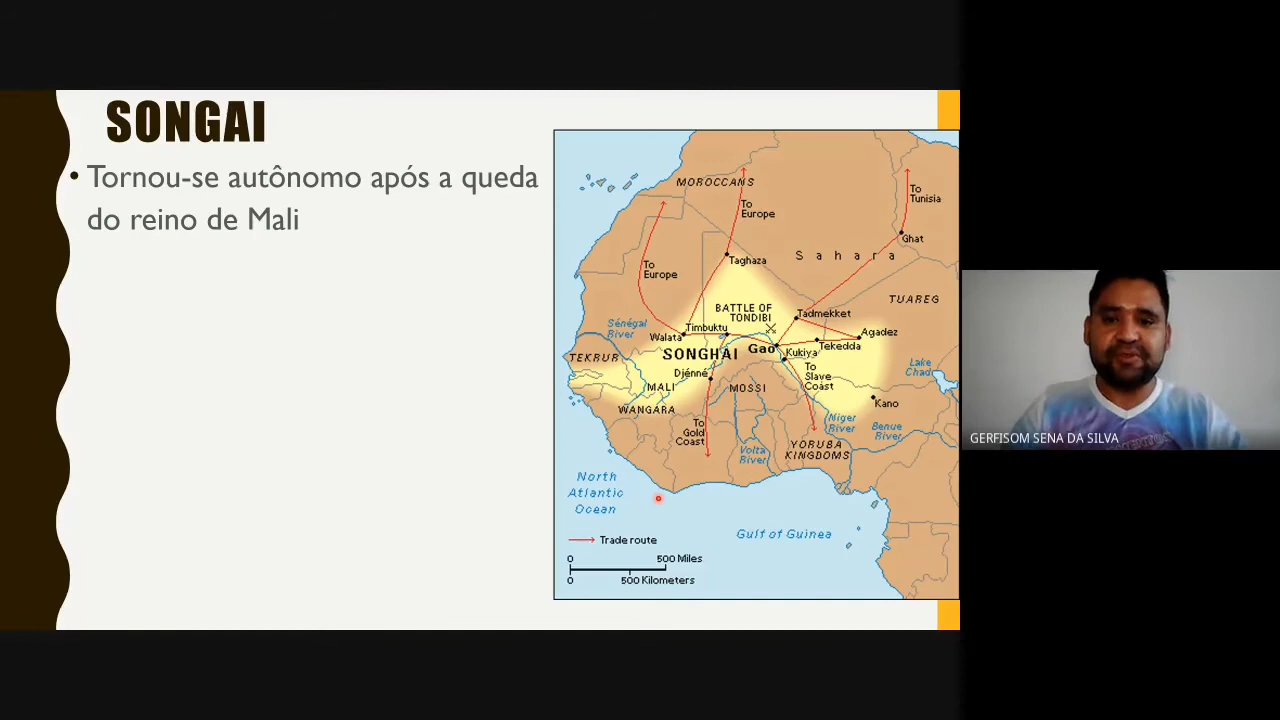 SONGAI
• Tornou-se autônomo após a queda
do reino de Mali
MOROCCANS
To
Europe
To
Tunisia
Ghat
To
Europe
Taghaza
Sahara
TUAREG
BATTLE OF
TONDIBI
Tadmekket
Sénégal
River
Walata
Timbuktu
Agadez
Tekedda
TEKRUR
SONGHAI
Gao
Kukiya
Lake
Chad
Djénné
To
Slave
Coast
MALI
MOSSI
WANGARA
Kano
To
Gold
Coast
Niger
River
Benue
River
Volta
River
YORUBA
KINGDOMS
North
Atlantic
Ocean
Gulf of Guinea
Trade route
0 500 Miles
0 500 Kilometers
GERFISOM SENA DA SILVA